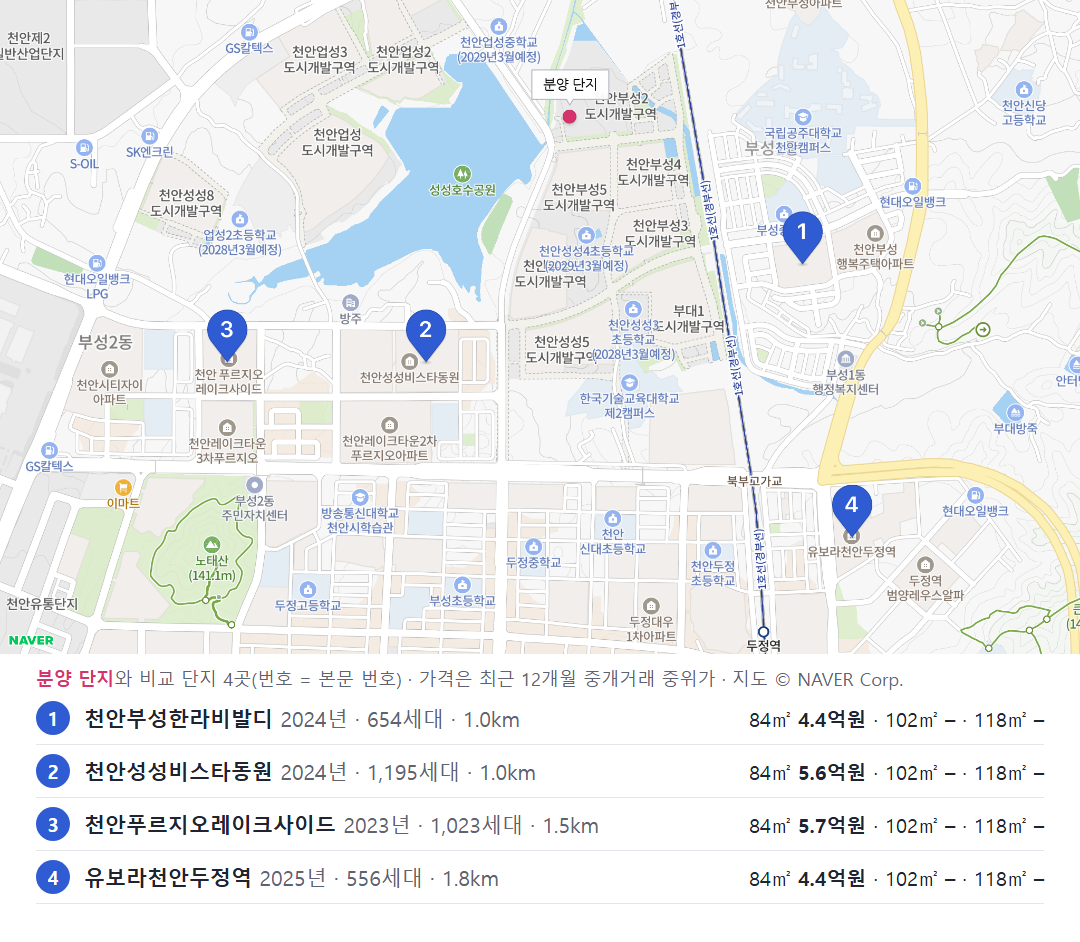 천안제2
일반산업단지
GS칼텍스
천안업성3
도시개발구역
천안업성2
도시개발구역
천안업성중학교
(2029년3월예정)
천안부성아파트
1호선(경부선)
분양 단지
천안부성2
도시개발구역
천안신당
고등학교
국립공주대학교
천안캠퍼스
부성
S-OIL
SK엔크린
천안업성
도시개발구역
성성호수공원
천안부성4
도시개발구역
천안부성5
도시개발구역
현대오일뱅크
천안성성8
도시개발구역
업성2초등학교
(2028년3월예정)
천안부성3
도시개발구역
천안성성4초등학교
(2029년3월예정)
도시개발구역
1호선(경부선)
1
천안부성
행복주택아파트
현대오일뱅크
LPG
방주
부대1
도시개발구역
천안성성3
초등학교
(2028년3월예정)
천안성성5
도시개발구역
3
2
부성2동
천안 푸르지오
레이크사이드
천안성성비스타동원
천안시티자이
아파트
1호선(경부선)
부성1동
행정복지센터
한국기술교육대학교
제2캠퍼스
부대방죽
천안레이크타운
3차푸르지오
천안레이크타운2차
푸르지오아파트
GS칼텍스
이마트
부성2동
주민자치센터
방송통신대학교
천안시학습관
북부고가교
4
현대오일뱅크
유보라천안두정역
노태산
(141.1m)
두정중학교
천안
신대초등학교
천안두정
초등학교
1호선(경부선)
두정역
범양레우스알파
천안유통단지
두정고등학교
부성초등학교
두정대우
1차아파트
두정역
NAVER
분양 단지와 비교 단지 4곳(번호 = 본문 번호) · 가격은 최근 12개월 중개거래 중위가 · 지도 © NAVER Corp.
1 천안부성한라비발디 2024년 · 654세대 · 1.0km 84㎡ 4.4억원 · 102㎡ – · 118㎡ –
2 천안성성비스타동원 2024년 · 1,195세대 · 1.0km 84㎡ 5.6억원 · 102㎡ – · 118㎡ –
3 천안푸르지오레이크사이드 2023년 · 1,023세대 · 1.5km 84㎡ 5.7억원 · 102㎡ – · 118㎡ –
4 유보라천안두정역 2025년 · 556세대 · 1.8km 84㎡ 4.4억원 · 102㎡ – · 118㎡ –